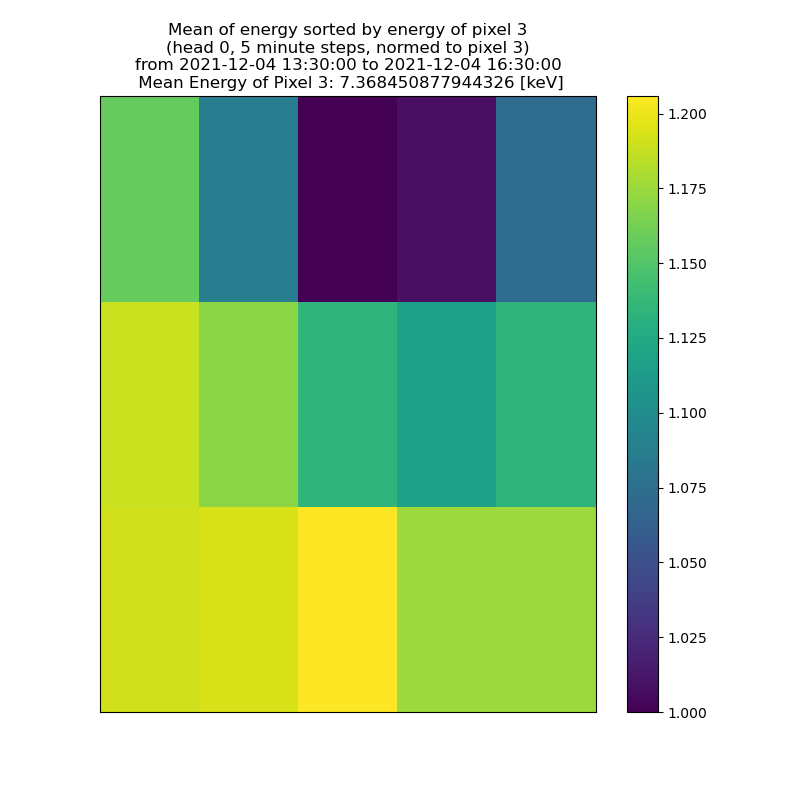 Mean of energy sorted by energy of pixel 3
(head 0, 5 minute steps, normed to pixel 3)
from 2021-12-04 13:30:00 to 2021-12-04 16:30:00
Mean Energy of Pixel 3: 7.368450877944326 [keV]
1.200
1.175
1.150
1.125
1.100
1.075
1.050
1.025
1.000